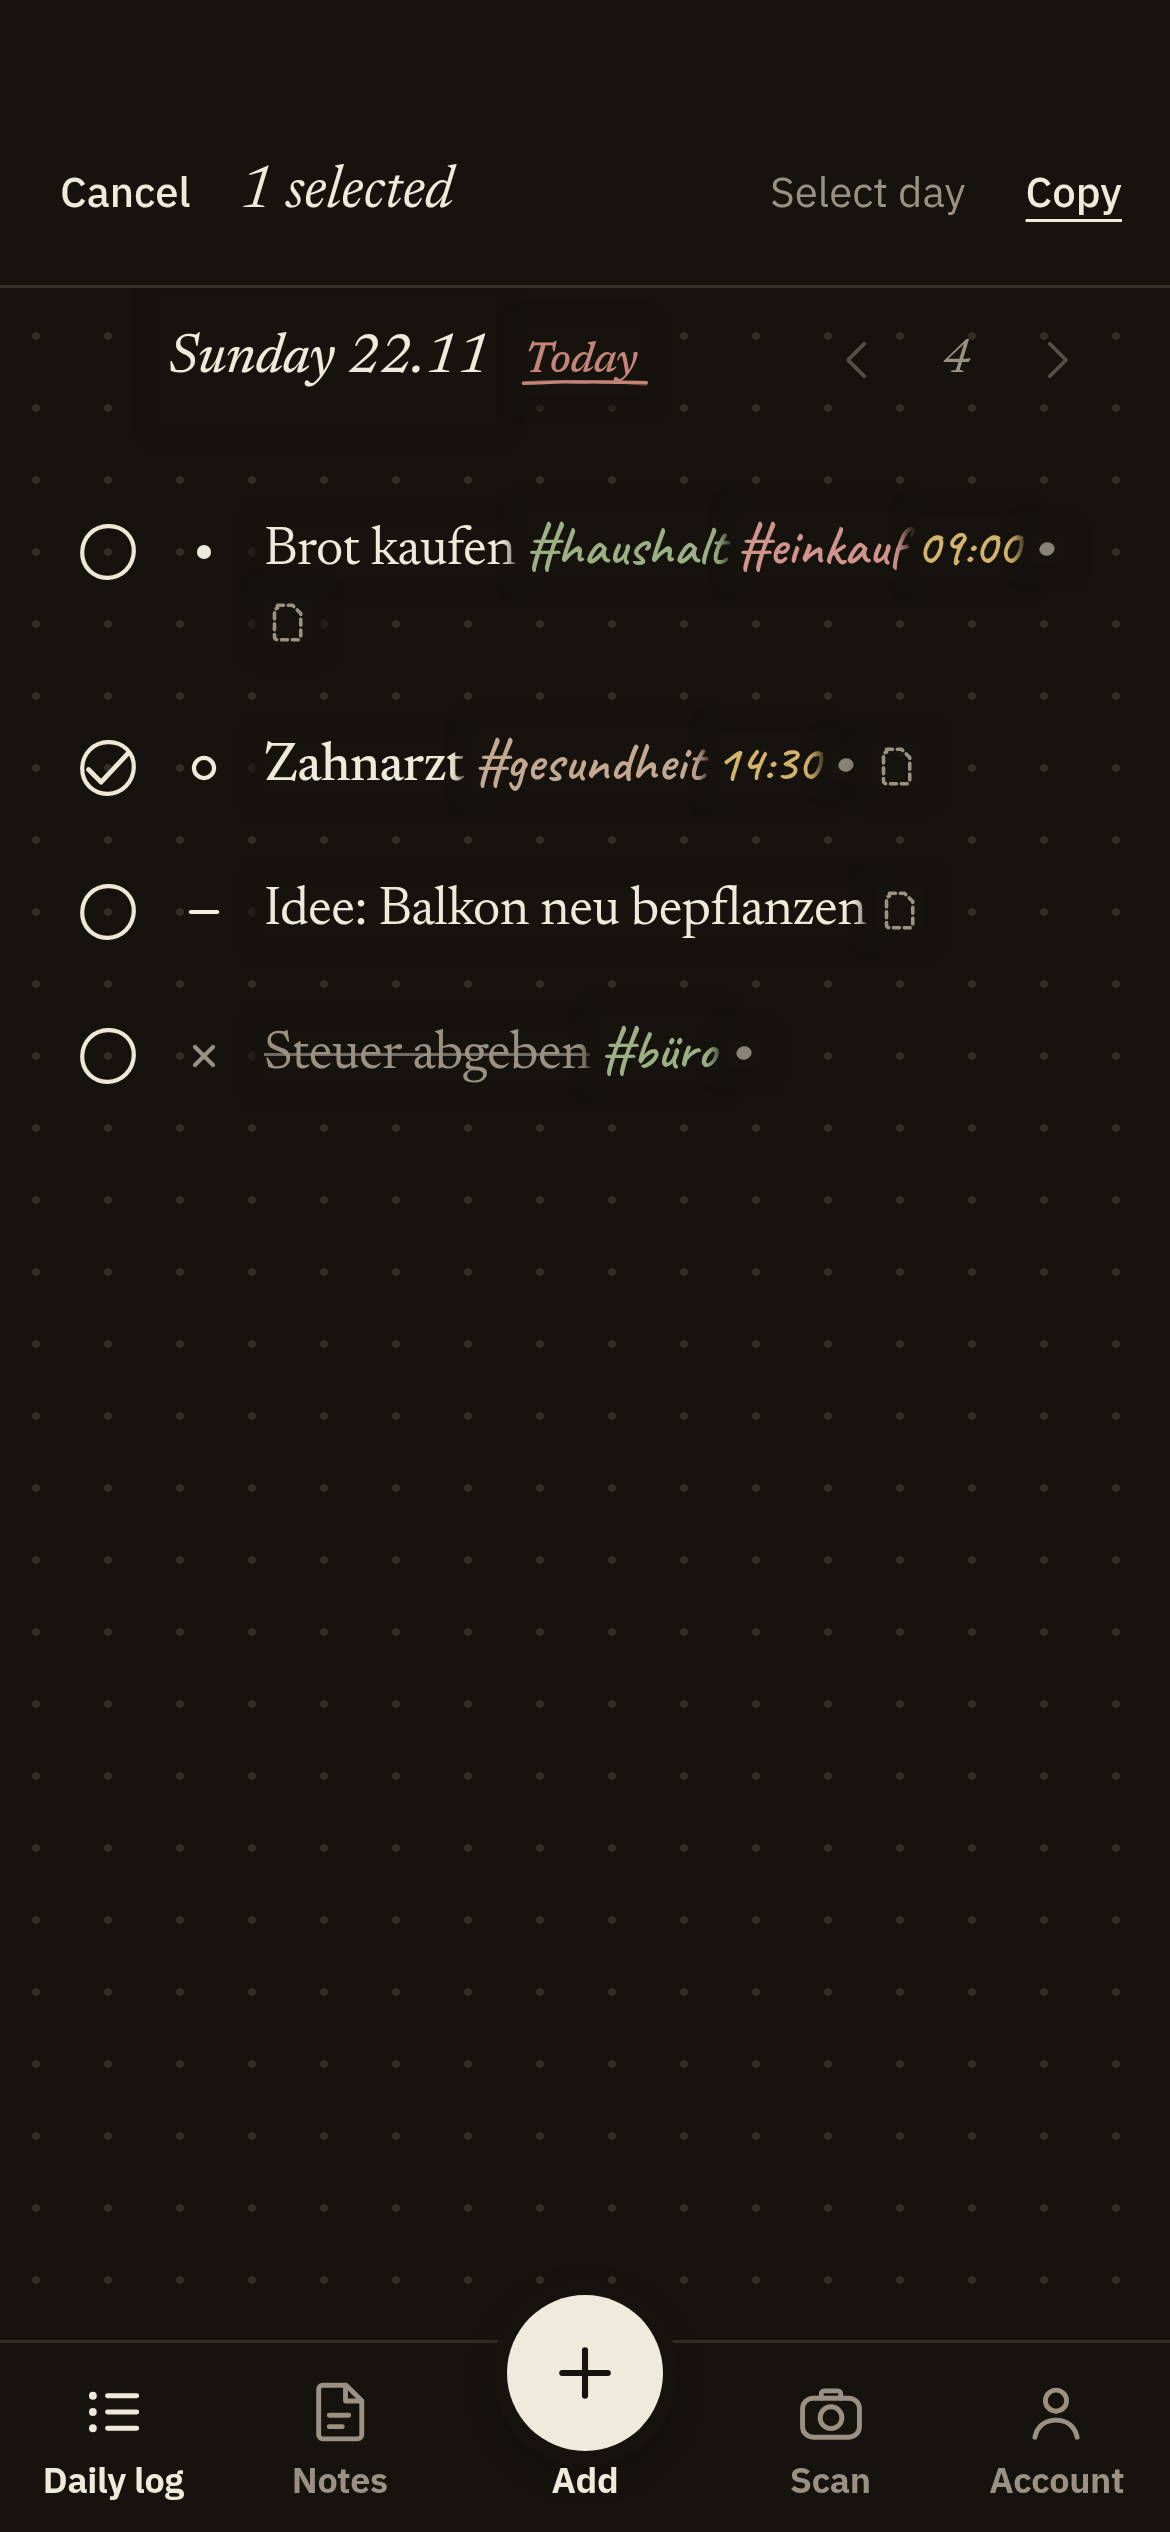 Cancel 1 selected Select day Copy
Sunday 22.11 Today 4
Brot kaufen #haushalt #einkauf 09:00
Zahnarzt #gesundheit 14:30
Idee: Balkon neu bepflanzen
Steuer abgeben #büro
Daily log Notes Add Scan Account